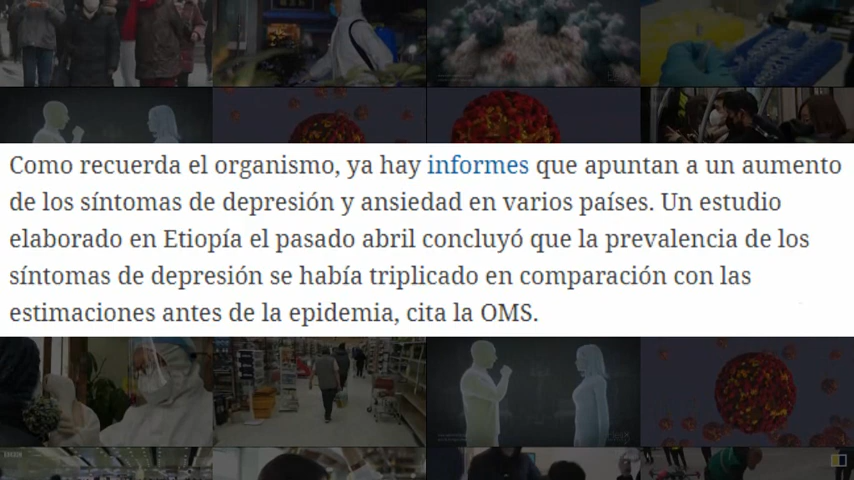 Como recuerda el organismo, ya hay informes que apuntan a un aumento
de los síntomas de depresión y ansiedad en varios países. Un estudio
elaborado en Etiopía el pasado abril concluyó que la prevalencia de los
síntomas de depresión se había triplicado en comparación con las
estimaciones antes de la epidemia, cita la OMS.